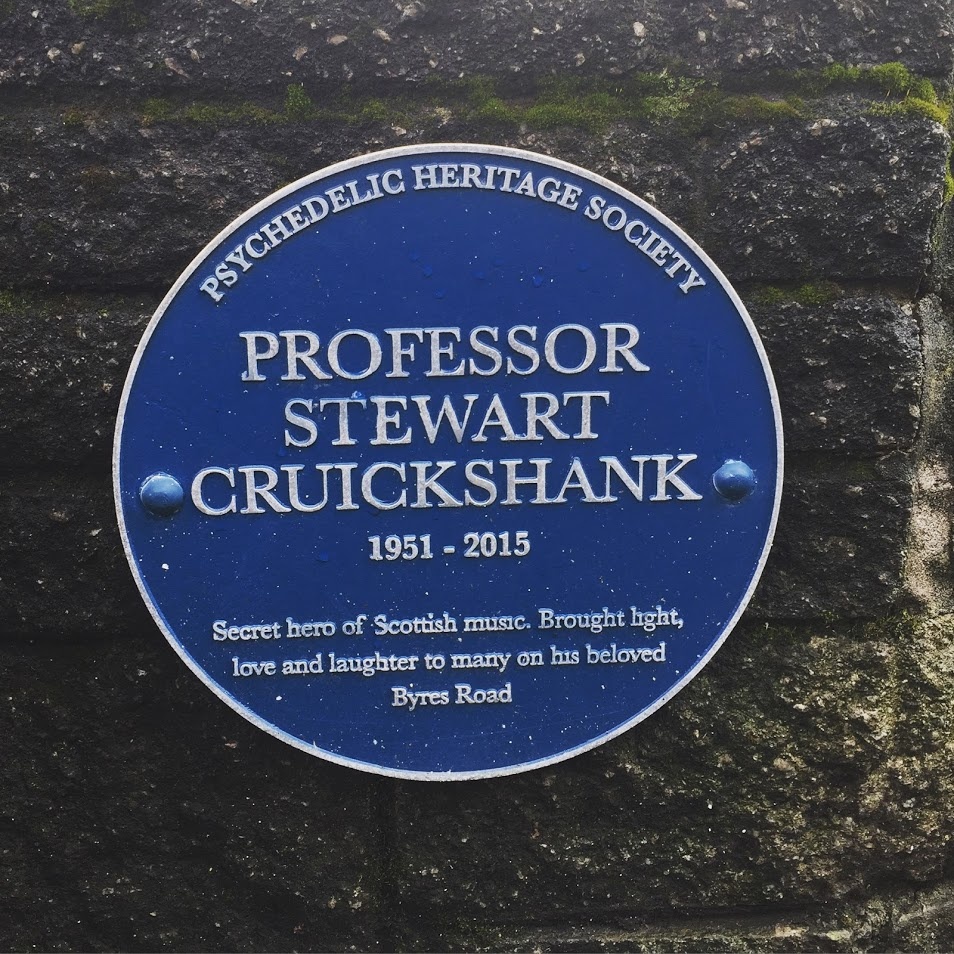 PSYCHEDELIC HERITAGE SOCIETY
PROFESSOR
STEWART
CRUICKSHANK
1951 - 2015
Secret hero of Scottish music. Brought light,
love and laughter to many on his beloved
Byres Road